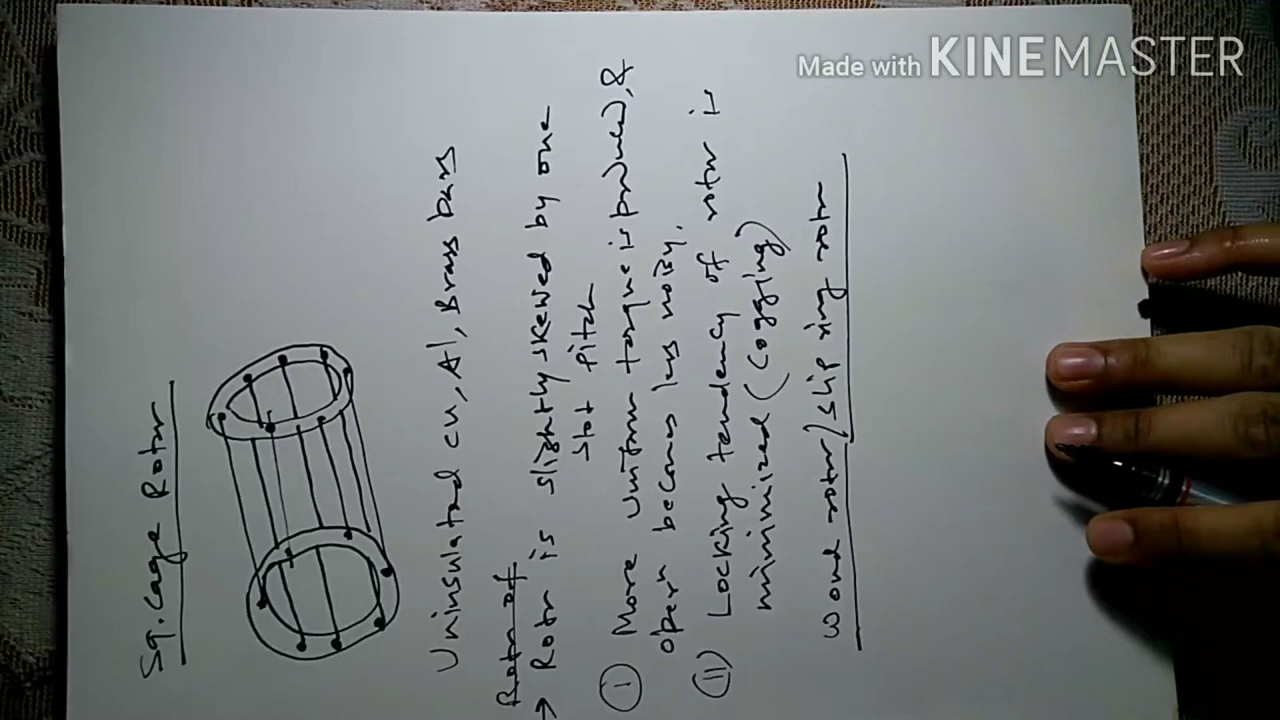 Made with KINEMASTER
Sq. Cage Rotor
Uninsulated cu, Al, Brass bars
Rotor of
→ Rotor is slightly skewed by one
slot pitch
(i) More uniform torque is produced, &
opern becomes less noisy.
(ii) Locking tendency of rotor is
minimized (cogging)
wound rotor/slip ring rotor